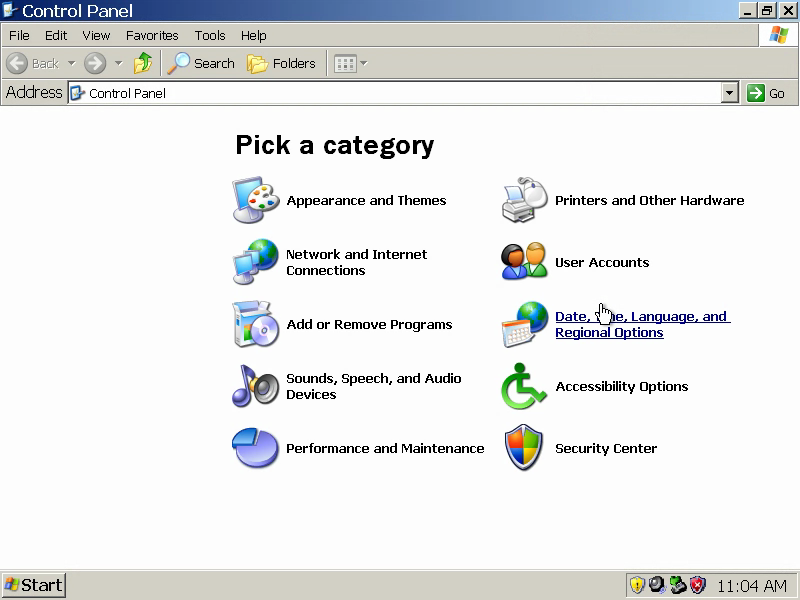 Control Panel
File Edit View Favorites Tools Help
Back Search Folders
Address Control Panel Go
Pick a category
Appearance and Themes
Printers and Other Hardware
Network and Internet
Connections
User Accounts
Add or Remove Programs
Date, Time, Language, and
Regional Options
Sounds, Speech, and Audio
Devices
Accessibility Options
Performance and Maintenance
Security Center
Start 11:04 AM